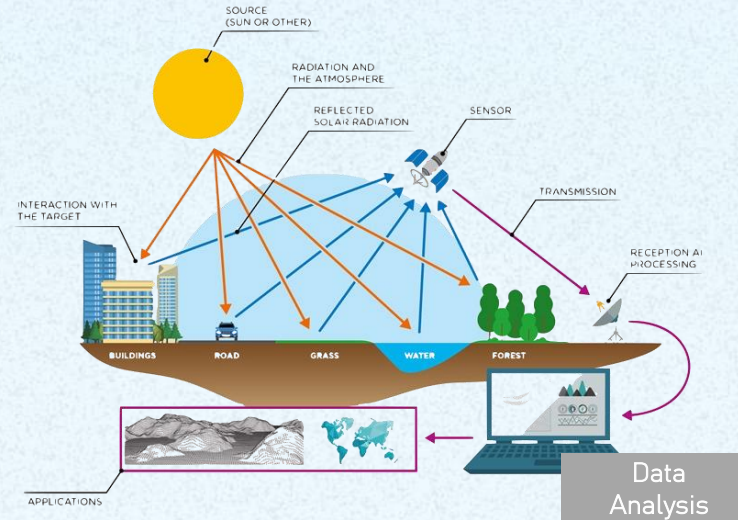 SOURCE
(SUN OR OTHER)
RADIATION AND
THE ATMOSPHERE
REFLECTED
SOLAR RADIATION
SENSOR
INTERACTION WITH
THE TARGET
TRANSMISSION
RECEPTION
PROCESSING
BUILDINGS
ROAD
GRASS
WATER
FOREST
APPLICATIONS
Data
Analysis